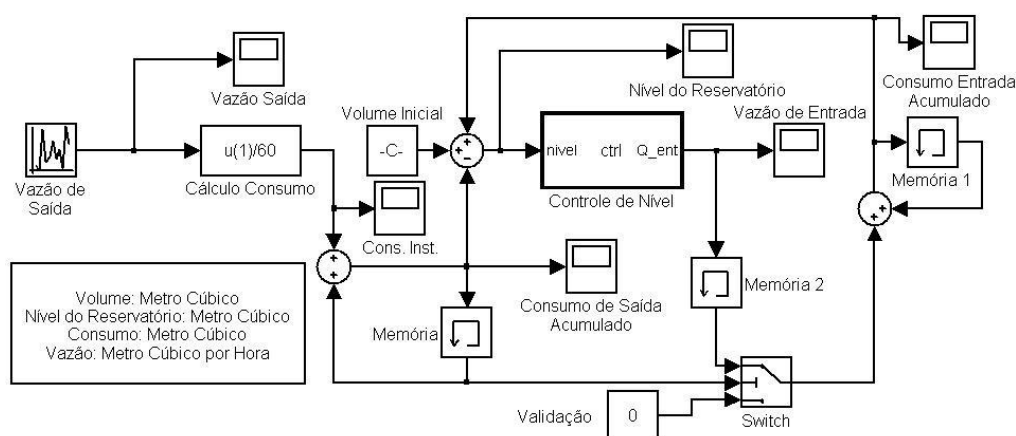 Vazão Saída
Vazão de
Saída
u(1)/60
Cálculo Consumo
Volume Inicial
-C-
Cons. Inst.
+
-
+
+
nivel
ctrl
Q_ent
Controle de Nível
Nível do Reservatório
Vazão de Entrada
Consumo Entrada
Acumulado
Memória 1
+
+
Memória 2
Consumo de Saída
Acumulado
Memória
Volume: Metro Cúbico
Nível do Reservatório: Metro Cúbico
Consumo: Metro Cúbico
Vazão: Metro Cúbico por Hora
Validação
0
Switch